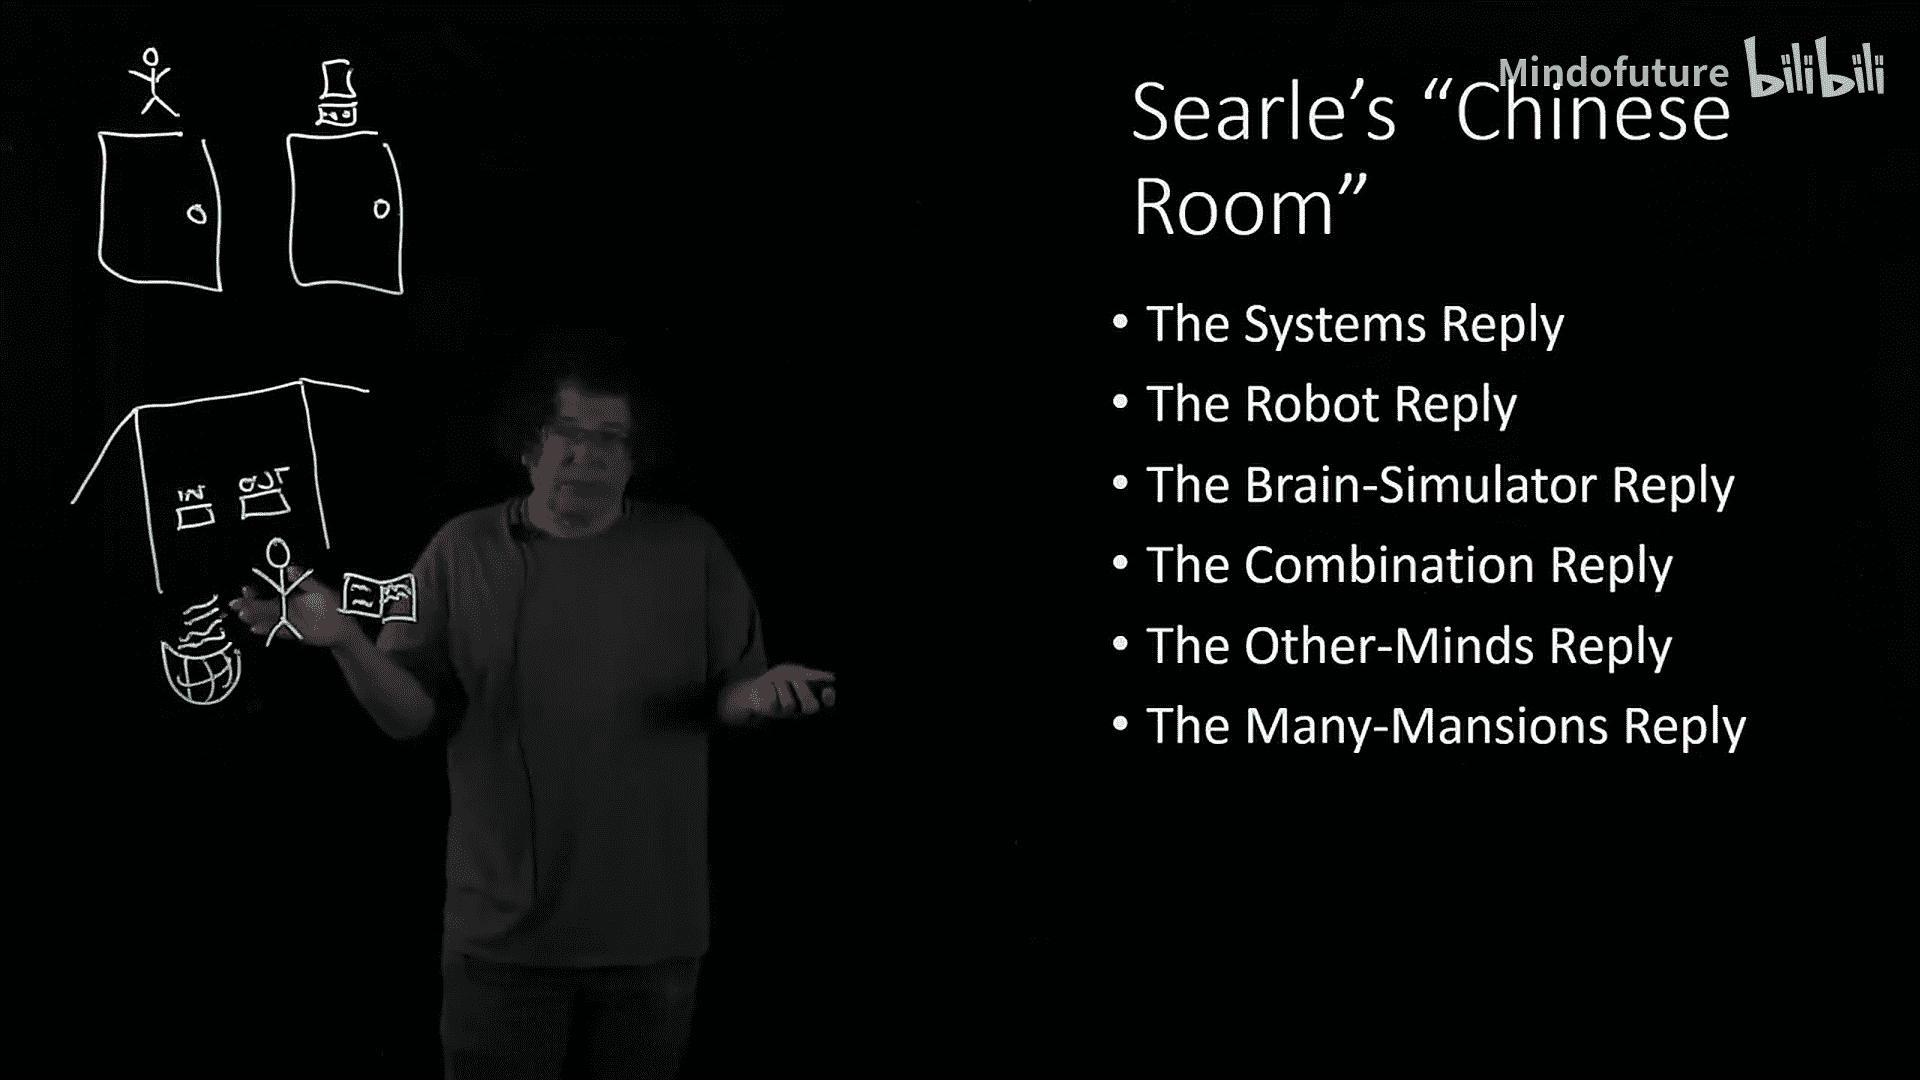 Mindofuture bilibili
Searle's “Chinese
Room”
• The Systems Reply
• The Robot Reply
• The Brain-Simulator Reply
• The Combination Reply
• The Other-Minds Reply
• The Many-Mansions Reply
IN OUT